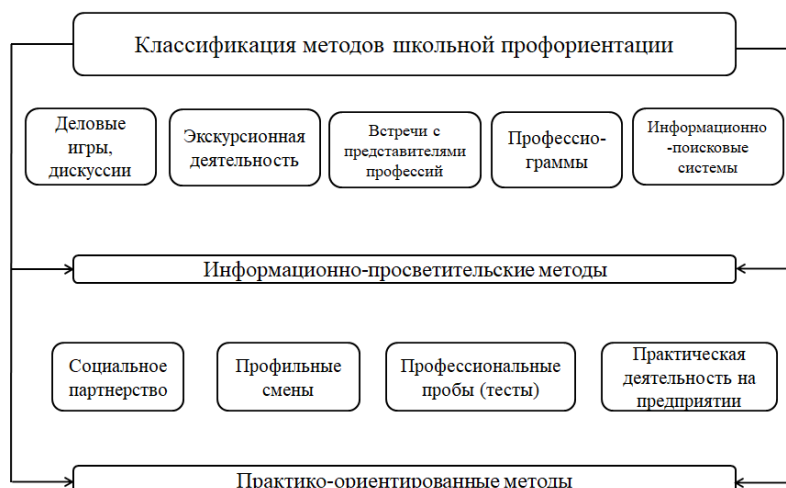 Классификация методов школьной профориентации
Деловые
игры,
дискуссии
Экскурсионная
деятельность
Встречи с
представителями
профессий
Профессио-
граммы
Информационно
-поисковые
системы
Информационно-просветительские методы
Социальное
партнерство
Профильные
смены
Профессиональные
пробы (тесты)
Практическая
деятельность на
предприятии
Практико-ориентированные методы